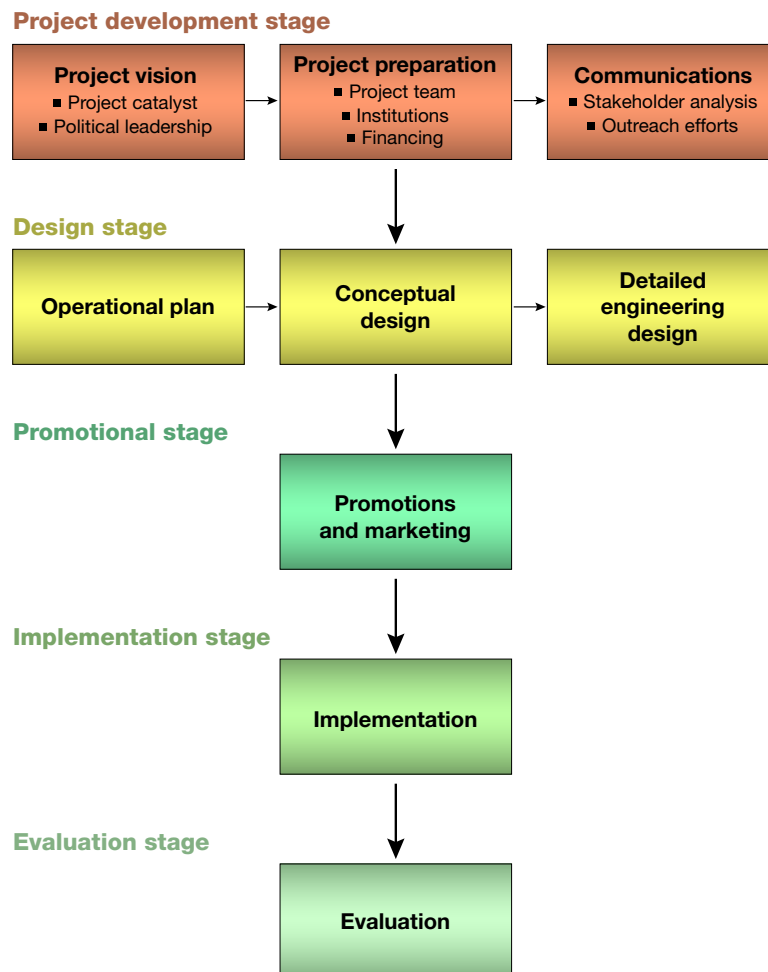 Project development stage
Project vision
■ Project catalyst
■ Political leadership
Project preparation
■ Project team
■ Institutions
■ Financing
Communications
■ Stakeholder analysis
■ Outreach efforts
Design stage
Operational plan
Conceptual
design
Detailed
engineering
design
Promotional stage
Promotions
and marketing
Implementation stage
Implementation
Evaluation stage
Evaluation